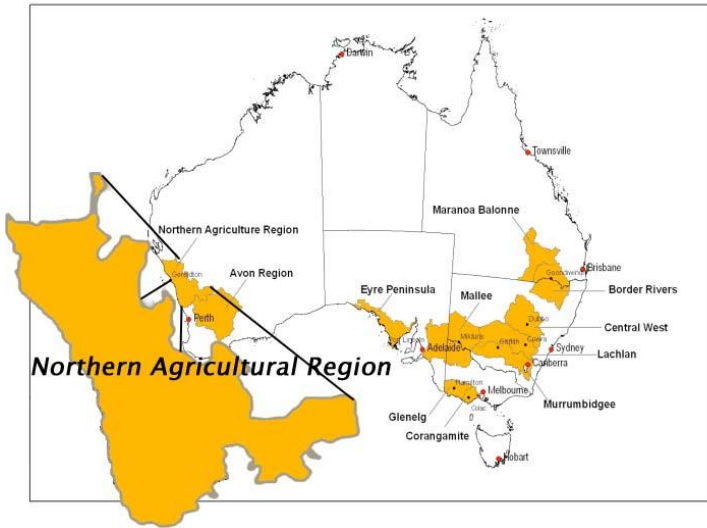 Darwin
Townsville
Maranoa Balonne
Northern Agriculture Region
Geraldton
Avon Region
Goondiwindi
Brisbane
Eyre Peninsula
Border Rivers
Mallee
Perth
Dubbo
Central West
Port Lincoln
Mildura
Griffith
Cowra
Sydney
Adelaide
Lachlan
Northern Agricultural Region
Canberra
Hamilton
Melbourne
Murrumbidgee
Glenelg
Colac
Corangamite
Hobart